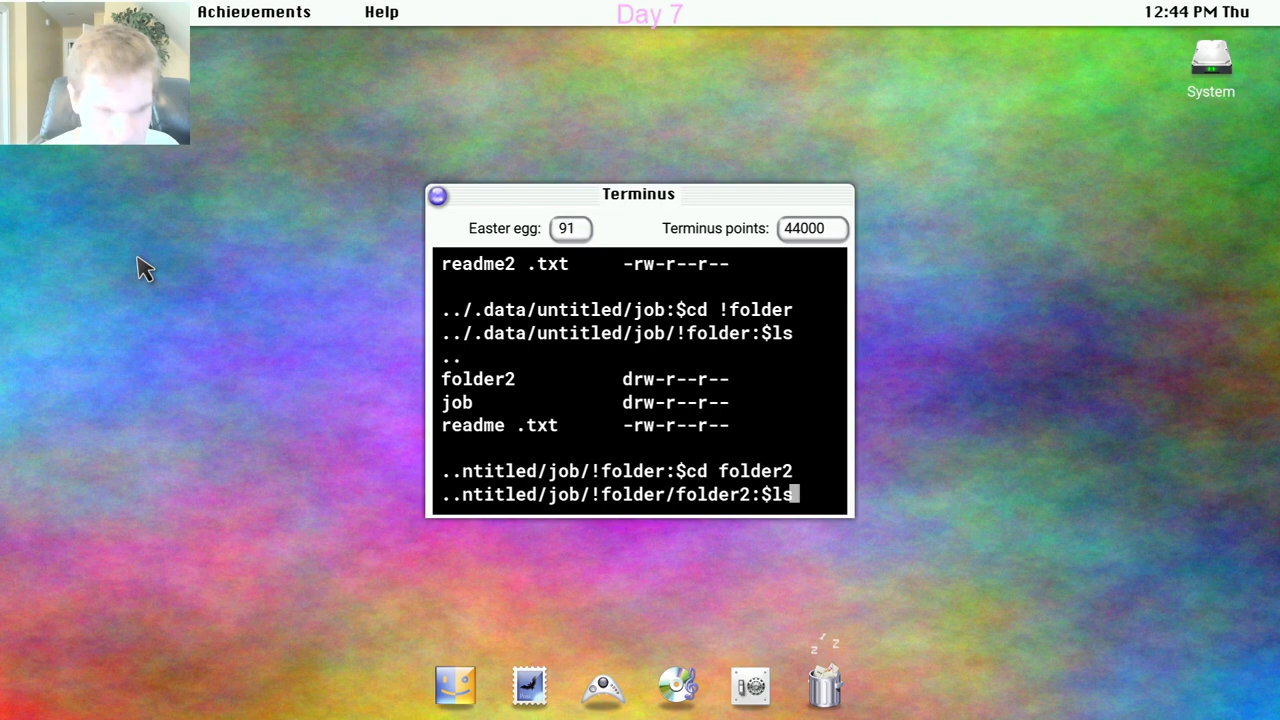 Achievements Help Day 7 12:44 PM Thu
System
Terminus
Easter egg: 91 Terminus points: 44000
readme2 .txt -rw-r--r--
../.data/untitled/job:$cd !folder
../.data/untitled/job/!folder:$ls
..
folder2 drw-r--r--
job drw-r--r--
readme .txt -rw-r--r--
..ntitled/job/!folder:$cd folder2
..ntitled/job/!folder/folder2:$ls
z z